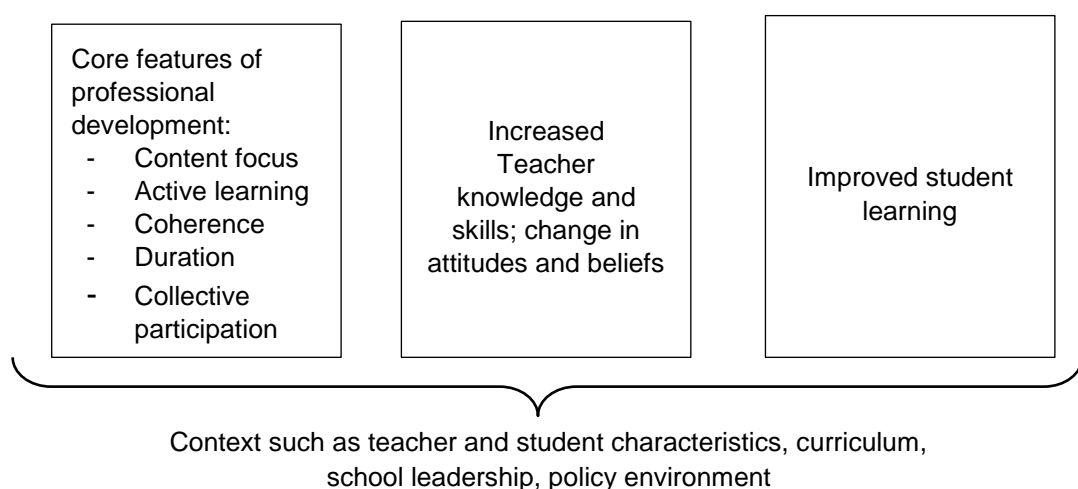 Core features of
professional
development:
- Content focus
- Active learning
- Coherence
- Duration
- Collective
participation
Increased
Teacher
knowledge and
skills; change in
attitudes and beliefs
Improved student
learning
Context such as teacher and student characteristics, curriculum,
school leadership, policy environment